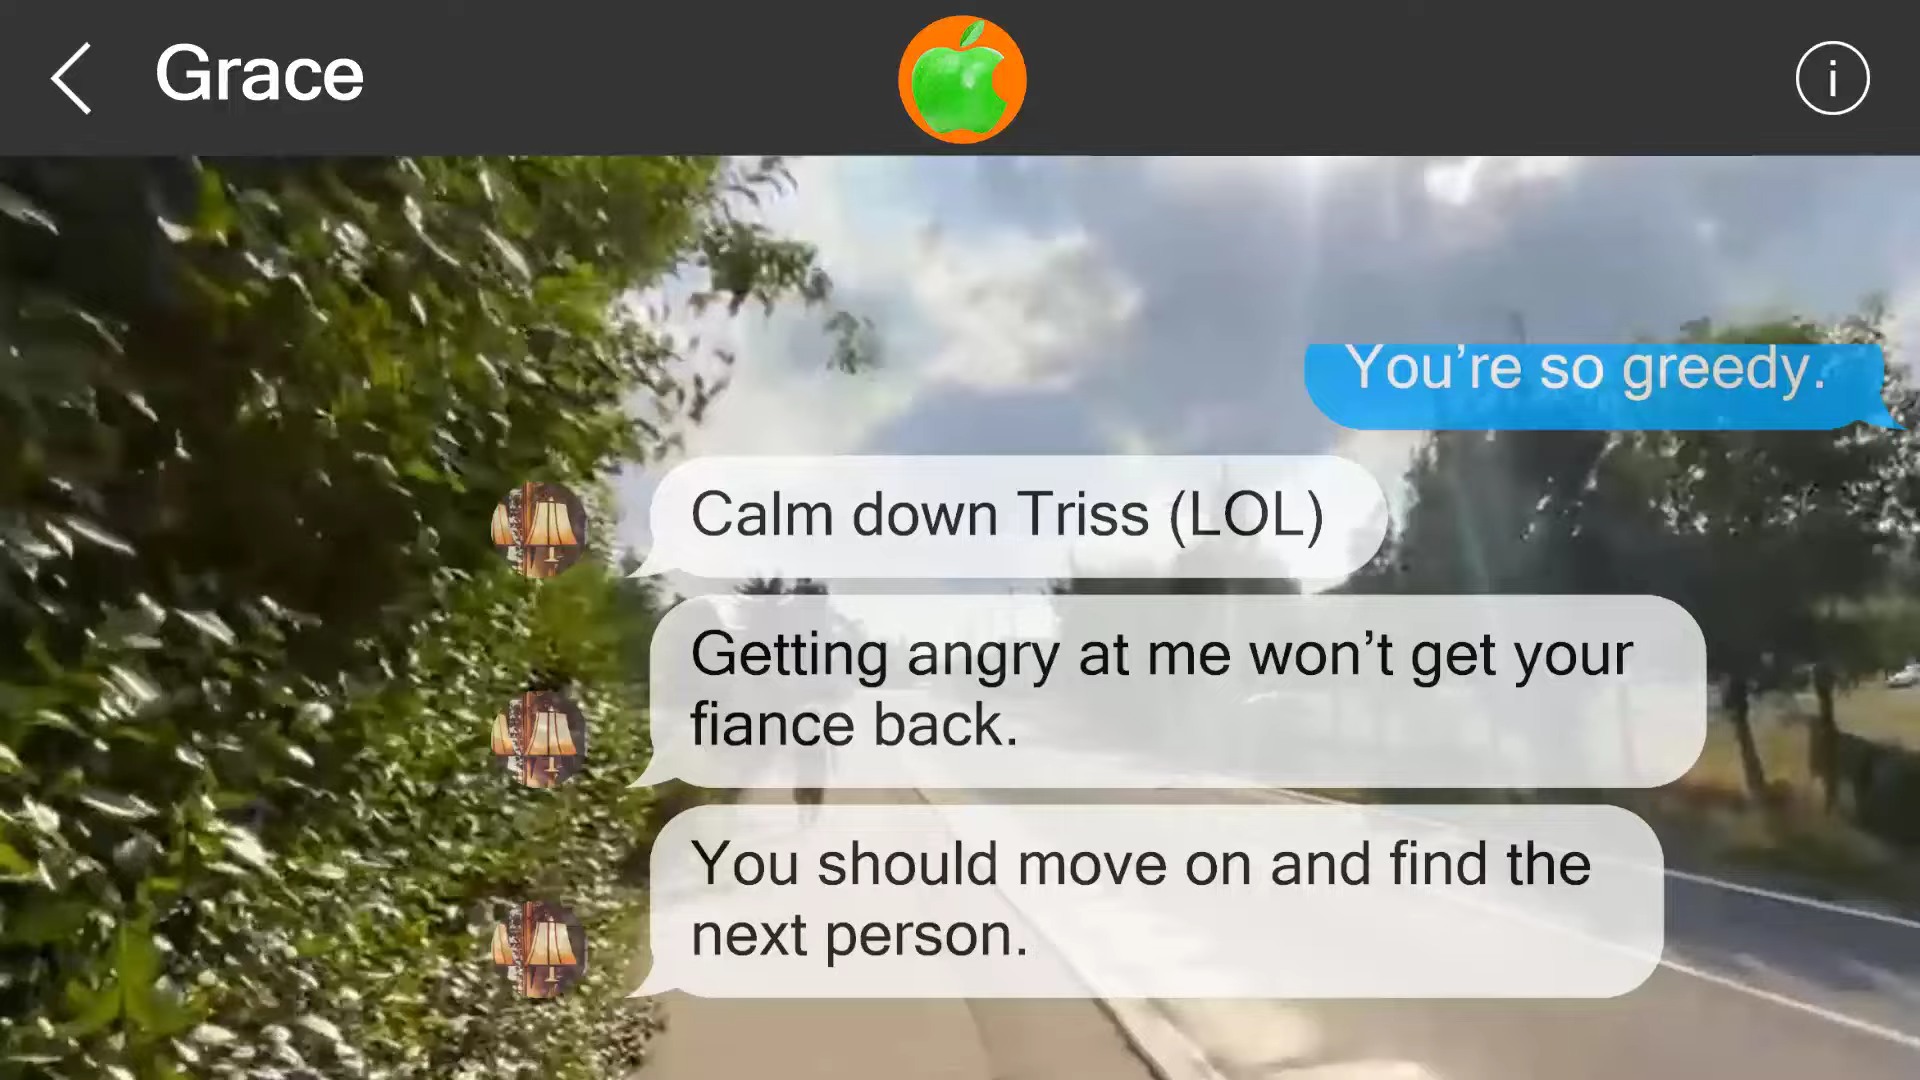 Grace
i
You're so greedy.
Calm down Triss (LOL)
Getting angry at me won't get your
fiance back.
You should move on and find the
next person.